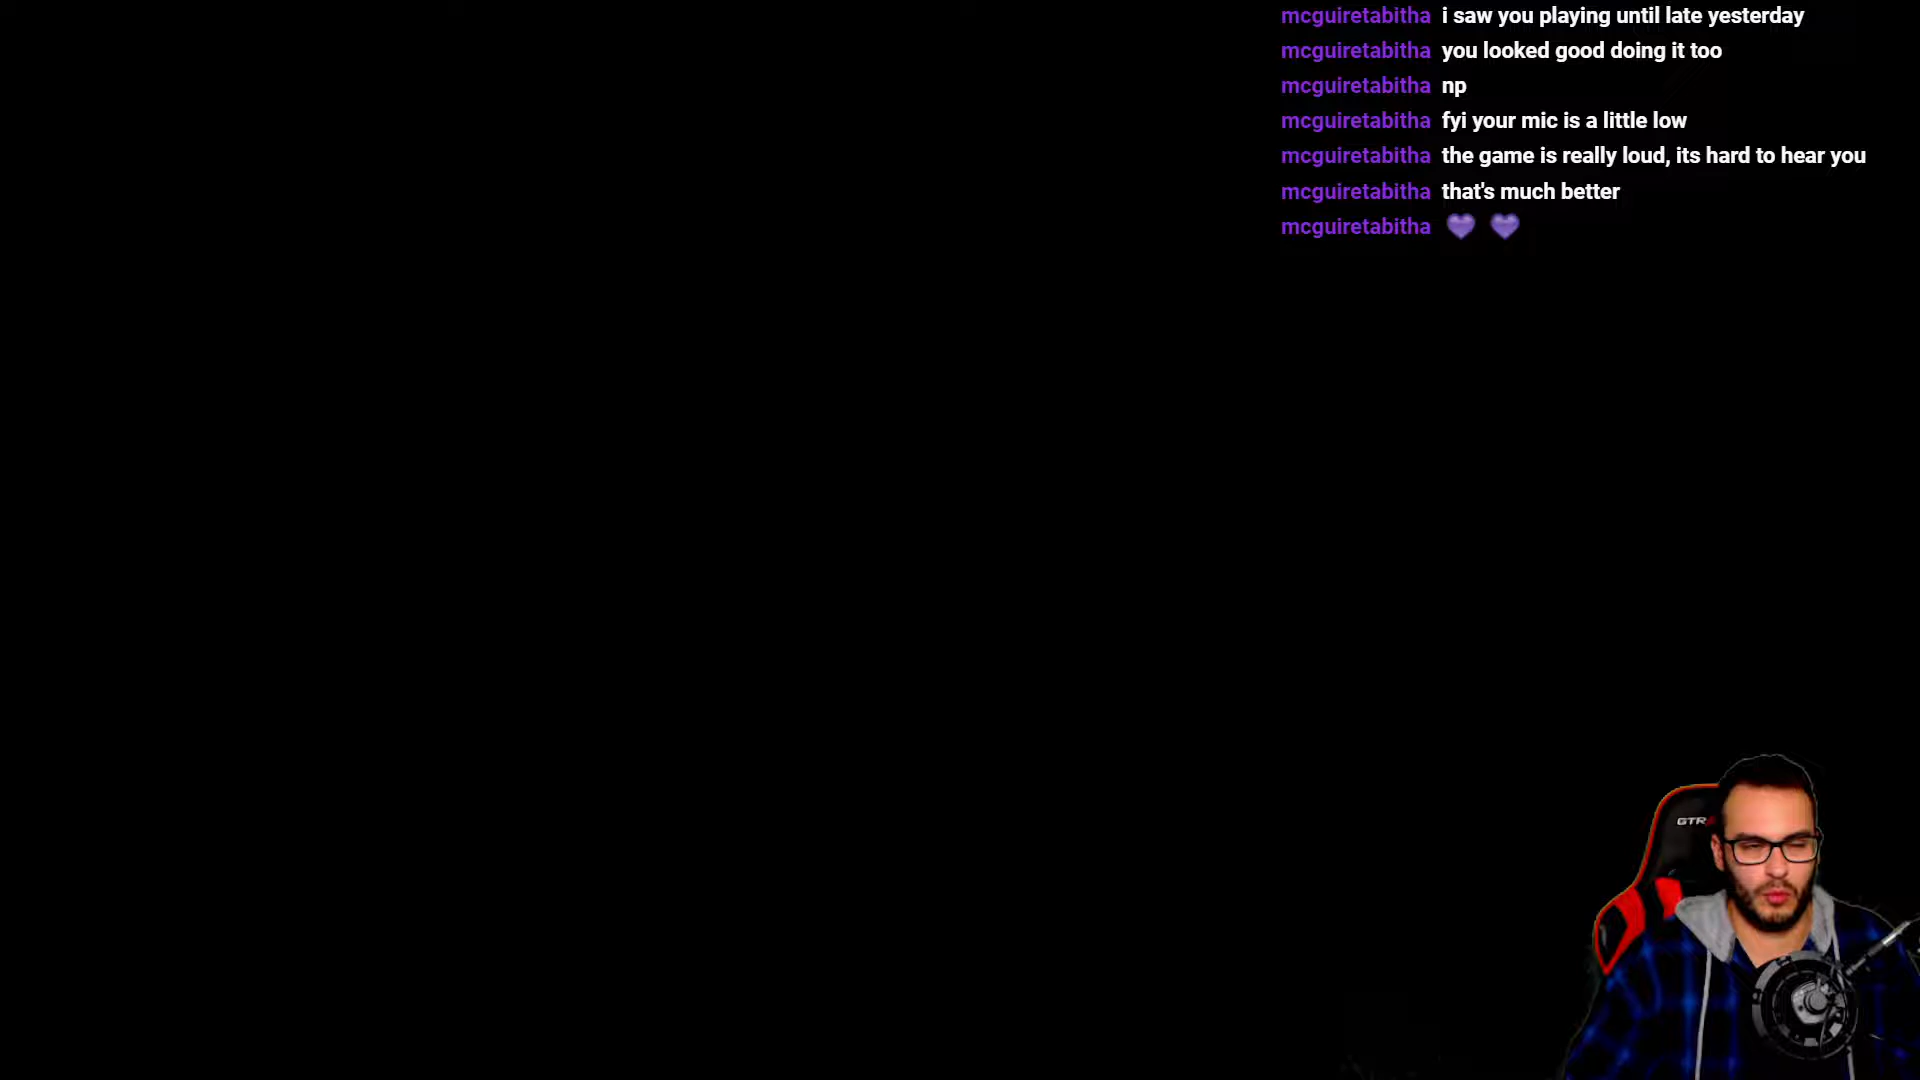 mcguiretabitha i saw you playing until late yesterday
mcguiretabitha you looked good doing it too
mcguiretabitha np
mcguiretabitha fyi your mic is a little low
mcguiretabitha the game is really loud, its hard to hear you
mcguiretabitha that's much better
mcguiretabitha 💜 💜
GTR